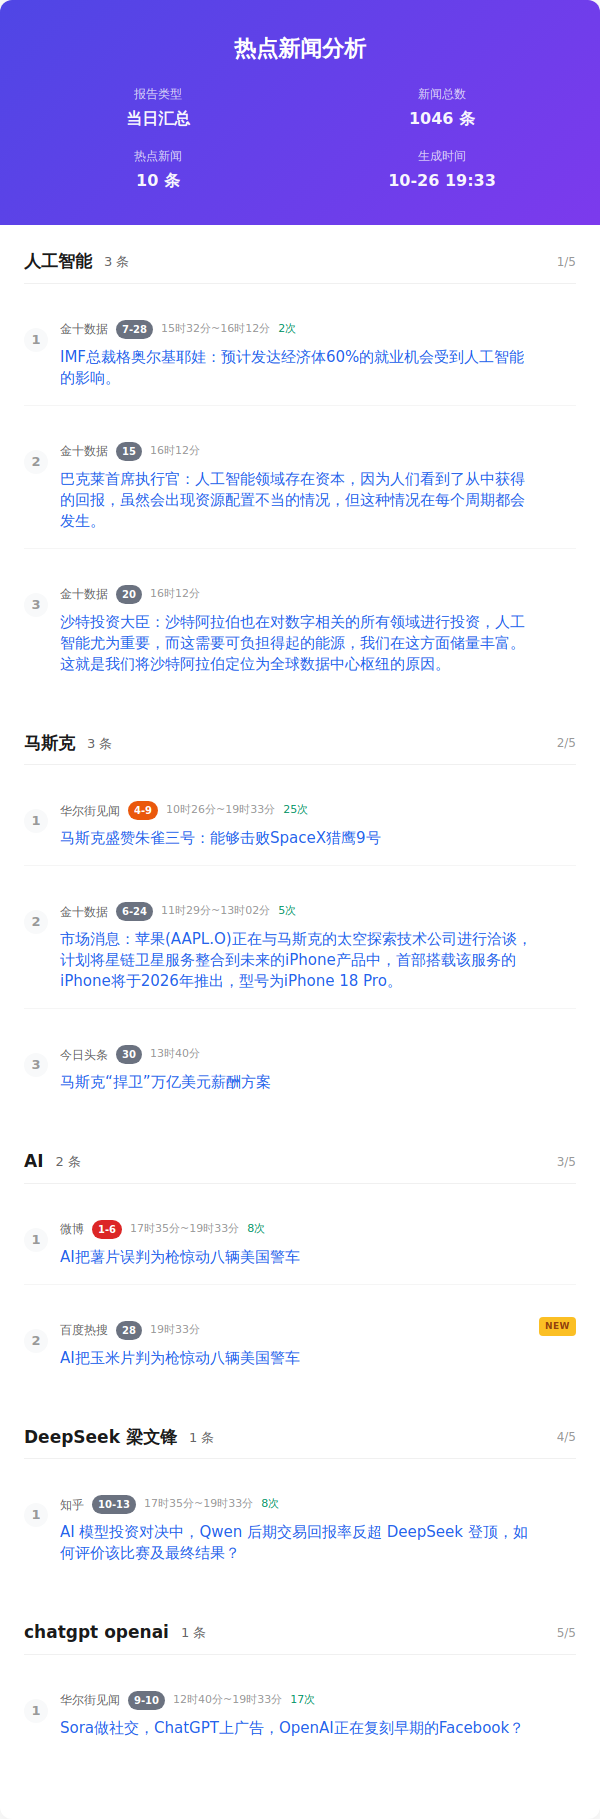 热点新闻分析
报告类型
当日汇总
新闻总数
1046 条
热点新闻
10 条
生成时间
10-26 19:33
人工智能 3 条 1/5
1
金十数据 7-28 15时32分~16时12分 2次
IMF总裁格奥尔基耶娃：预计发达经济体60%的就业机会受到人工智能
的影响。
2
金十数据 15 16时12分
巴克莱首席执行官：人工智能领域存在资本，因为人们看到了从中获得
的回报，虽然会出现资源配置不当的情况，但这种情况在每个周期都会
发生。
3
金十数据 20 16时12分
沙特投资大臣：沙特阿拉伯也在对数字相关的所有领域进行投资，人工
智能尤为重要，而这需要可负担得起的能源，我们在这方面储量丰富。
这就是我们将沙特阿拉伯定位为全球数据中心枢纽的原因。
马斯克 3 条 2/5
1
华尔街见闻 4-9 10时26分~19时33分 25次
马斯克盛赞朱雀三号：能够击败SpaceX猎鹰9号
2
金十数据 6-24 11时29分~13时02分 5次
市场消息：苹果(AAPL.O)正在与马斯克的太空探索技术公司进行洽谈，
计划将星链卫星服务整合到未来的iPhone产品中，首部搭载该服务的
iPhone将于2026年推出，型号为iPhone 18 Pro。
3
今日头条 30 13时40分
马斯克“捍卫”万亿美元薪酬方案
AI 2 条 3/5
1
微博 1-6 17时35分~19时33分 8次
AI把薯片误判为枪惊动八辆美国警车
2
百度热搜 28 19时33分 NEW
AI把玉米片判为枪惊动八辆美国警车
DeepSeek 梁文锋 1 条 4/5
1
知乎 10-13 17时35分~19时33分 8次
AI 模型投资对决中，Qwen 后期交易回报率反超 DeepSeek 登顶，如
何评价该比赛及最终结果？
chatgpt openai 1 条 5/5
1
华尔街见闻 9-10 12时40分~19时33分 17次
Sora做社交，ChatGPT上广告，OpenAI正在复刻早期的Facebook？